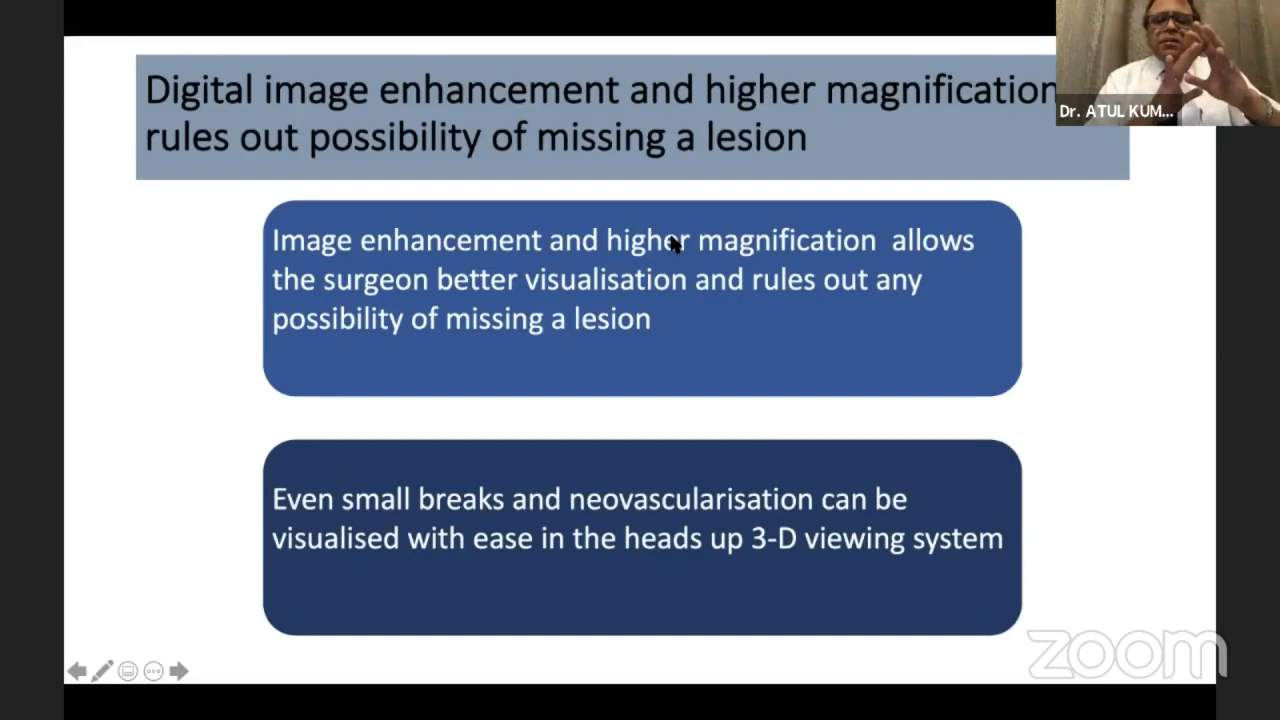 Digital image enhancement and higher magnification
rules out possibility of missing a lesion
Dr. ATUL KUM...
Image enhancement and higher magnification allows
the surgeon better visualisation and rules out any
possibility of missing a lesion
Even small breaks and neovascularisation can be
visualised with ease in the heads up 3-D viewing system
zoom